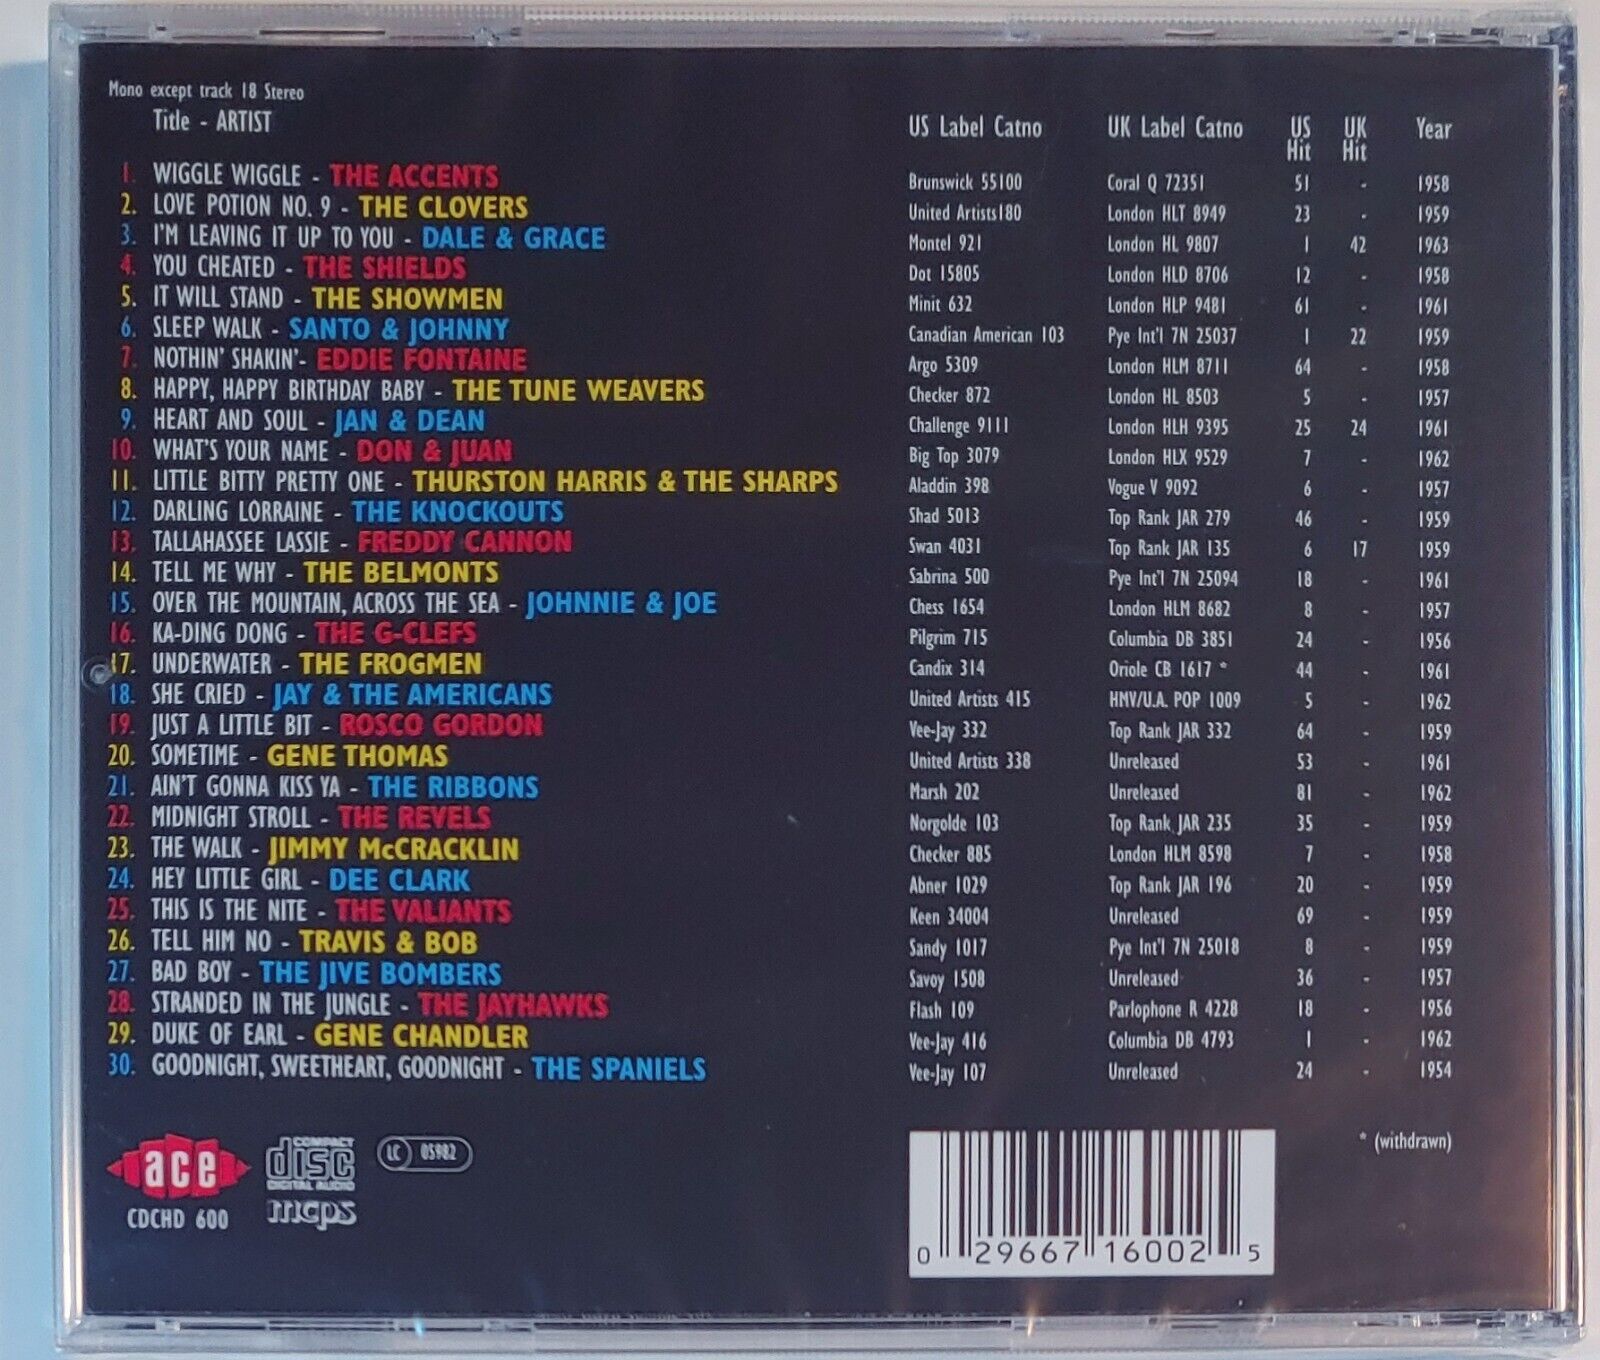 Mono except track 18 Stereo
Title - ARTIST US Label Catno UK Label Catno US Hit UK Hit Year
1. WIGGLE WIGGLE - THE ACCENTS Brunswick 55100 Coral Q 72351 51 - 1958
2. LOVE POTION NO. 9 - THE CLOVERS United Artists180 London HLT 8949 23 - 1959
3. I'M LEAVING IT UP TO YOU - DALE & GRACE Montel 921 London HL 9807 1 42 1963
4. YOU CHEATED - THE SHIELDS Dot 15805 London HLD 8706 12 - 1958
5. IT WILL STAND - THE SHOWMEN Minit 632 London HLP 9481 61 - 1961
6. SLEEP WALK - SANTO & JOHNNY Canadian American 103 Pye Int'l 7N 25037 1 22 1959
7. NOTHIN' SHAKIN'- EDDIE FONTAINE Argo 5309 London HLM 8711 64 - 1958
8. HAPPY, HAPPY BIRTHDAY BABY - THE TUNE WEAVERS Checker 872 London HL 8503 5 - 1957
9. HEART AND SOUL - JAN & DEAN Challenge 9111 London HLH 9395 25 24 1961
10. WHAT'S YOUR NAME - DON & JUAN Big Top 3079 London HLX 9529 7 - 1962
11. LITTLE BITTY PRETTY ONE - THURSTON HARRIS & THE SHARPS Aladdin 398 Vogue V 9092 6 - 1957
12. DARLING LORRAINE - THE KNOCKOUTS Shad 5013 Top Rank JAR 279 46 - 1959
13. TALLAHASSEE LASSIE - FREDDY CANNON Swan 4031 Top Rank JAR 135 6 17 1959
14. TELL ME WHY - THE BELMONTS Sabrina 500 Pye Int'l 7N 25094 18 - 1961
15. OVER THE MOUNTAIN, ACROSS THE SEA - JOHNNIE & JOE Chess 1654 London HLM 8682 8 - 1957
16. KA-DING DONG - THE G-CLEFS Pilgrim 715 Columbia DB 3851 24 - 1956
17. UNDERWATER - THE FROGMEN Candix 314 Oriole CB 1617 * 44 - 1961
18. SHE CRIED - JAY & THE AMERICANS United Artists 415 HMV/U.A. POP 1009 5 - 1962
19. JUST A LITTLE BIT - ROSCO GORDON Vee-Jay 332 Top Rank JAR 332 64 - 1959
20. SOMETIME - GENE THOMAS United Artists 338 Unreleased 53 - 1961
21. AIN'T GONNA KISS YA - THE RIBBONS Marsh 202 Unreleased 81 - 1962
22. MIDNIGHT STROLL - THE REVELS Norgolde 103 Top Rank JAR 235 35 - 1959
23. THE WALK - JIMMY McCRACKLIN Checker 885 London HLM 8598 7 - 1958
24. HEY LITTLE GIRL - DEE CLARK Abner 1029 Top Rank JAR 196 20 - 1959
25. THIS IS THE NITE - THE VALIANTS Keen 34004 Unreleased 69 - 1959
26. TELL HIM NO - TRAVIS & BOB Sandy 1017 Pye Int'l 7N 25018 8 - 1959
27. BAD BOY - THE JIVE BOMBERS Savoy 1508 Unreleased 36 - 1957
28. STRANDED IN THE JUNGLE - THE JAYHAWKS Flash 109 Parlophone R 4228 18 - 1956
29. DUKE OF EARL - GENE CHANDLER Vee-Jay 416 Columbia DB 4793 1 - 1962
30. GOODNIGHT, SWEETHEART, GOODNIGHT - THE SPANIELS Vee-Jay 107 Unreleased 24 - 1954
* (withdrawn)
ace
CDCHD 600
COMPACT
disc
DIGITAL AUDIO
mcps
LC 05982
0 29667 16002 5